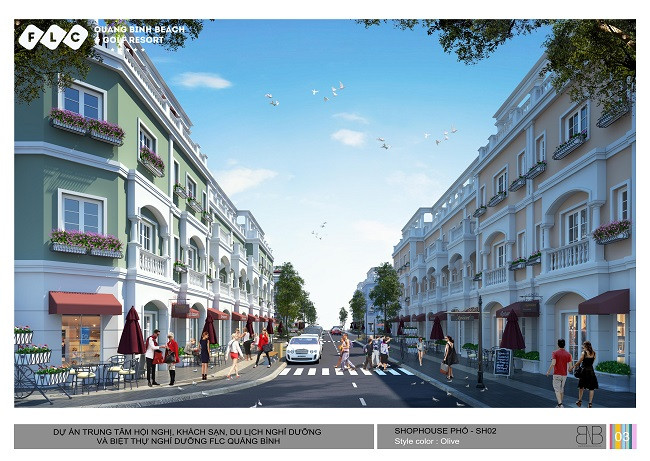 FLC
QUANG BINH BEACH
& GOLF RESORT
DỰ ÁN TRUNG TÂM HỘI NGHỊ, KHÁCH SẠN, DU LỊCH NGHỈ DƯỠNG
VÀ BIỆT THỰ NGHỈ DƯỠNG FLC QUẢNG BÌNH
SHOPHOUSE PHỐ - SH02
Style color : Olive
BNB
03